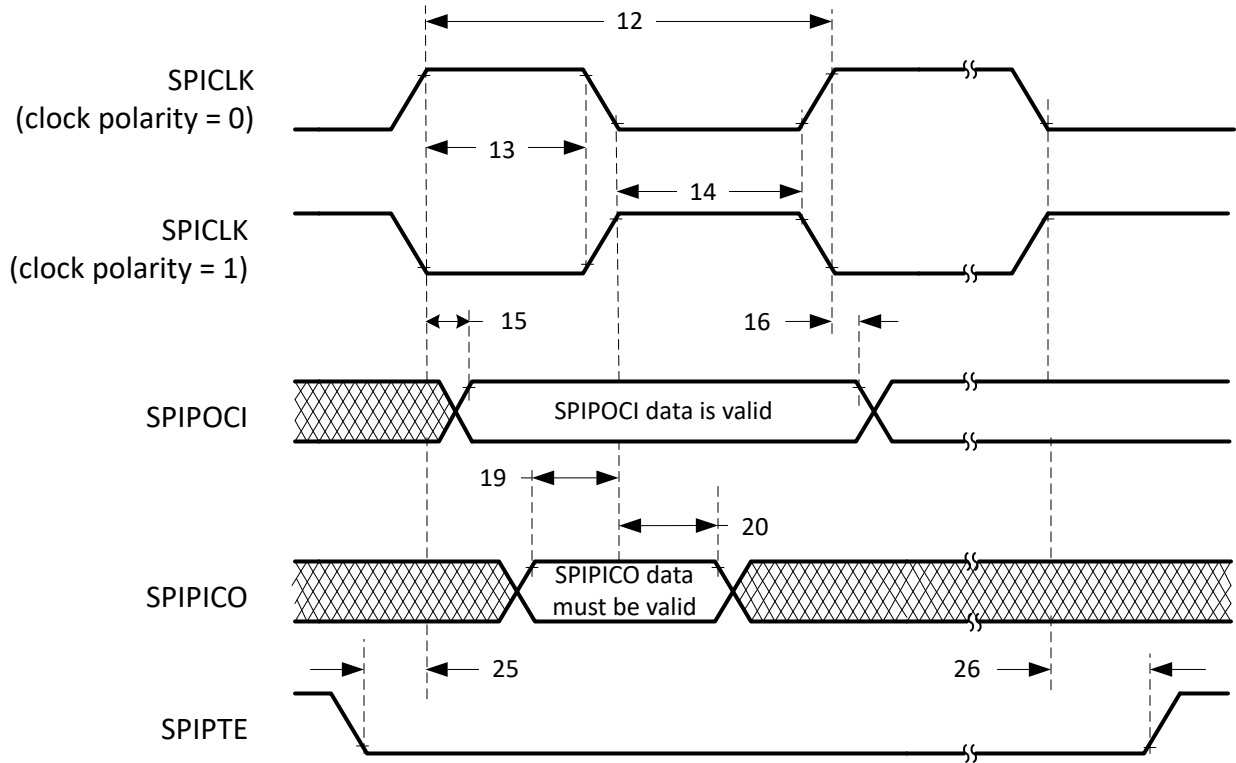 12
SPICLK
(clock polarity = 0)
13
14
SPICLK
(clock polarity = 1)
15
16
SPIPOCI
SPIPOCI data is valid
19
20
SPIPICO
SPIPICO data
must be valid
25
26
SPIPTE